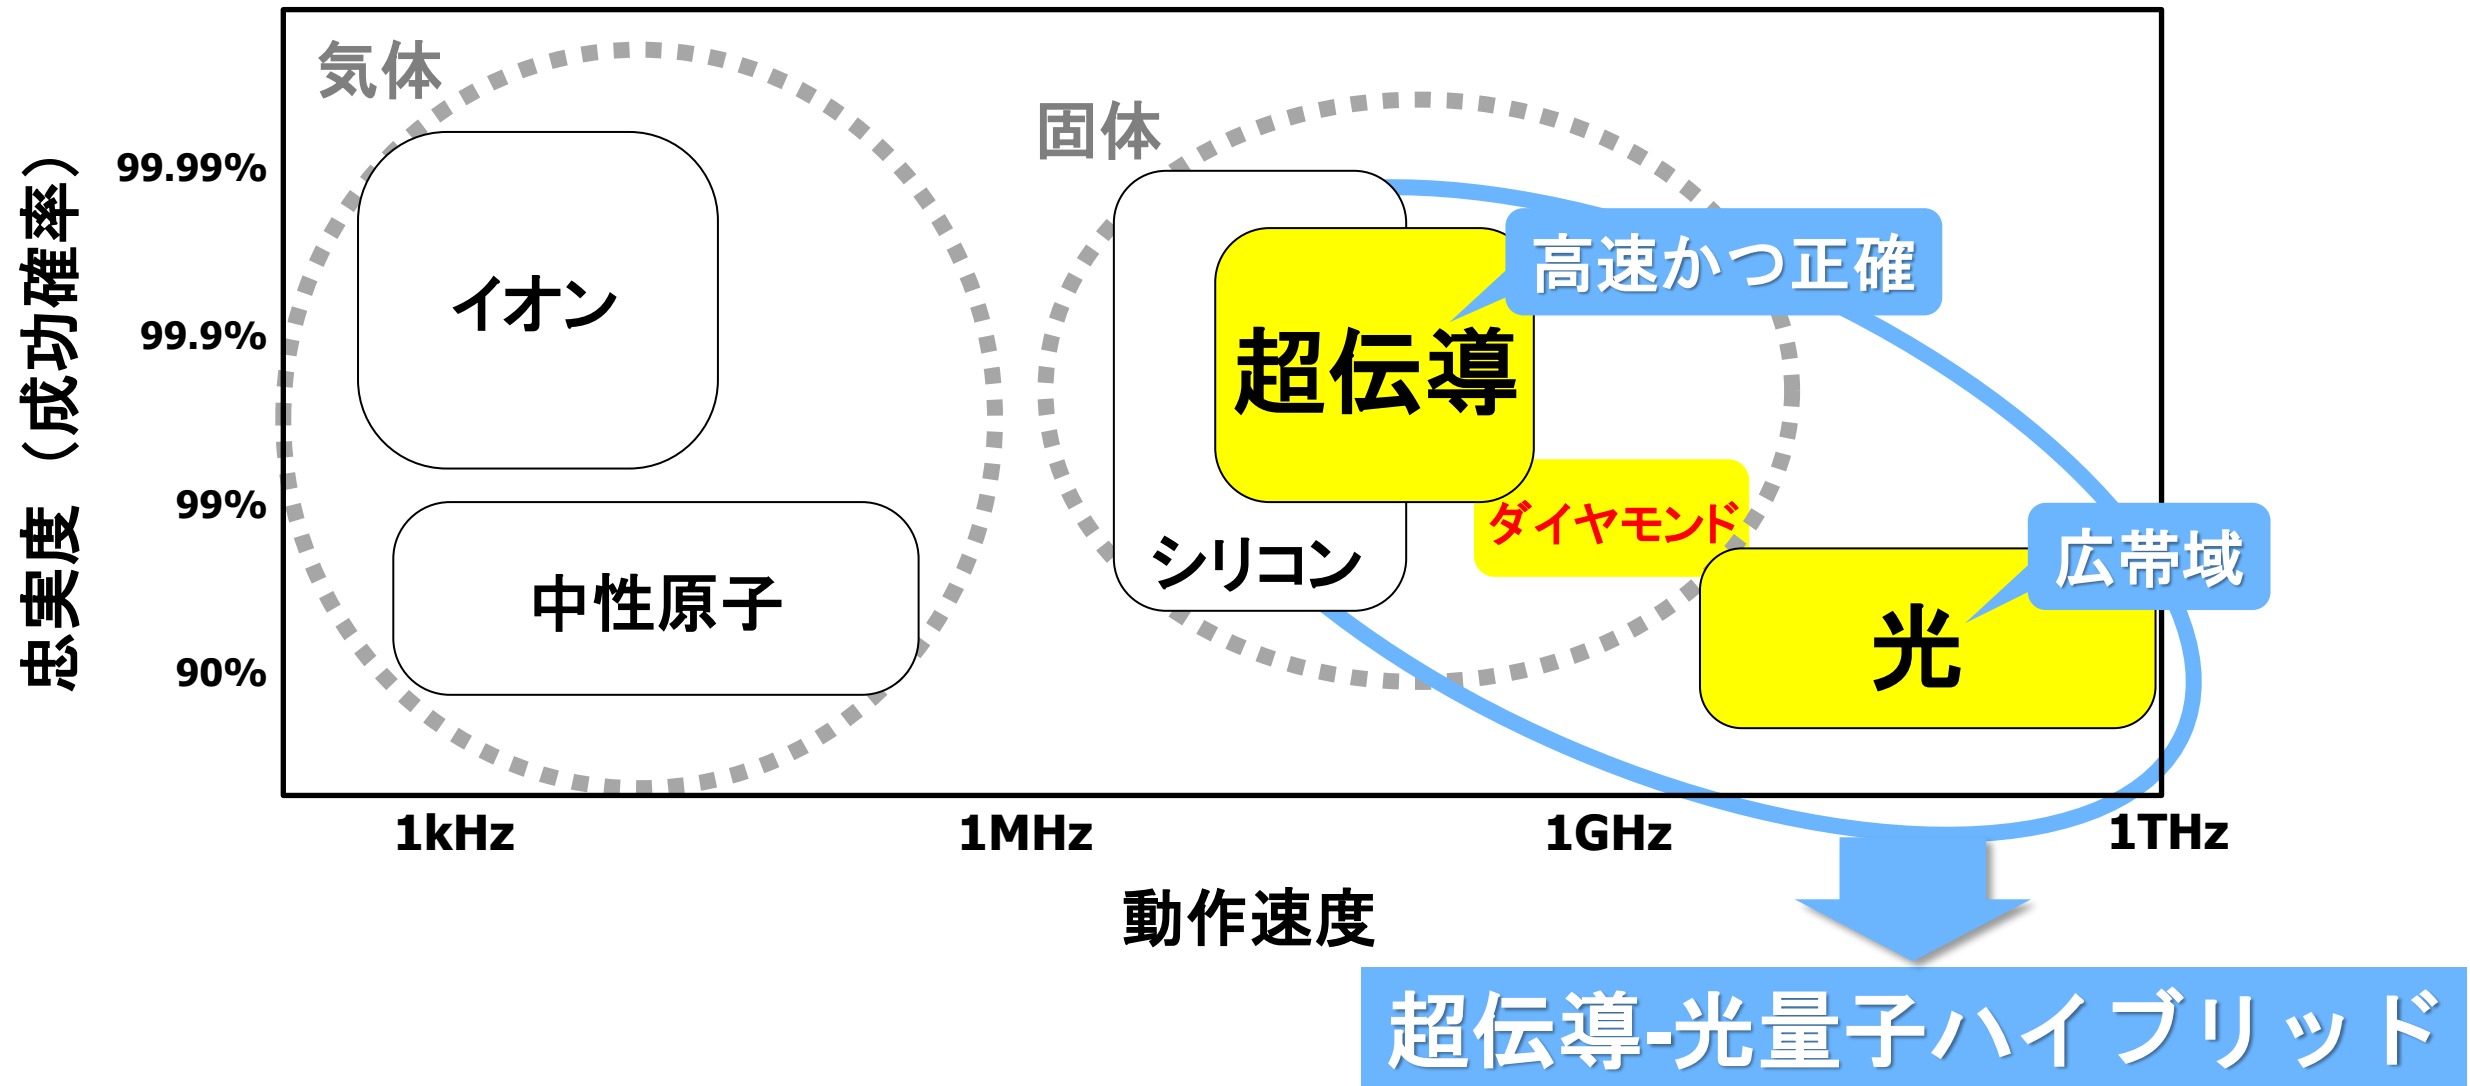 気体
固体
99.99%
99.9%
99%
90%
忠実度（成功確率）
イオン
中性原子
高速かつ正確
超伝導
ダイヤモンド
シリコン
広帯域
光
1kHz
1MHz
1GHz
1THz
動作速度
超伝導-光量子ハイブリッド